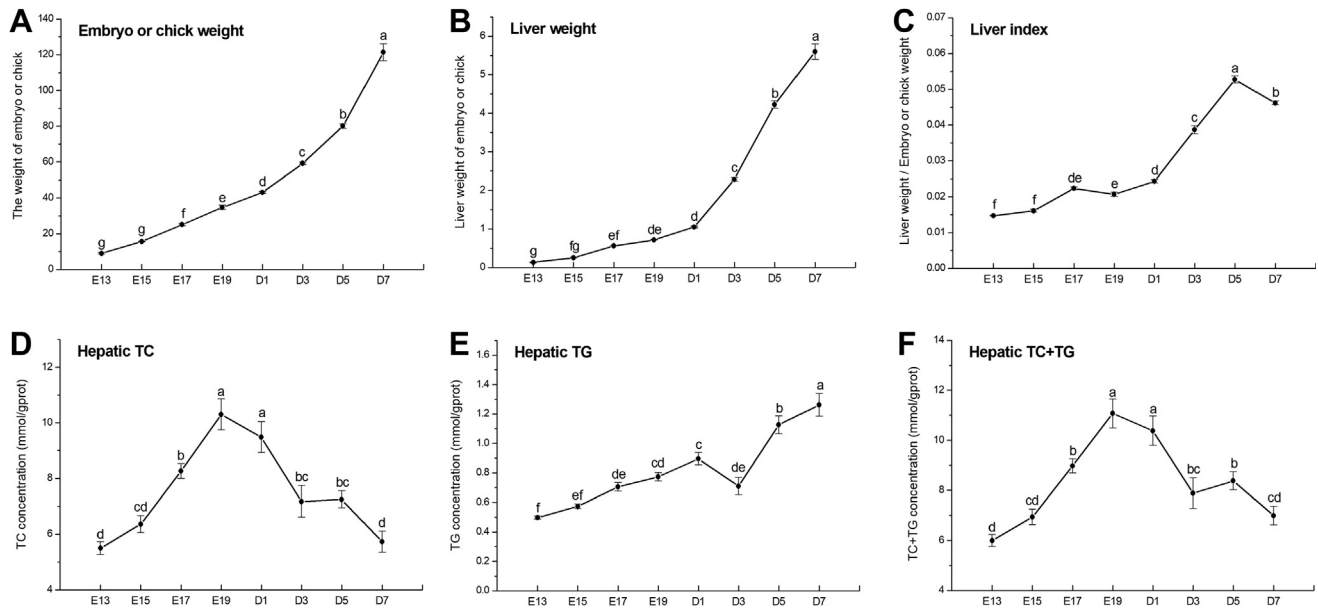 A
Embryo or chick weight
The weight of embryo or chick
140
120
100
80
60
40
20
0
g
g
f
e
d
c
b
a
E13 E15 E17 E19 D1 D3 D5 D7
B
Liver weight
Liver weight of embryo or chick
6
5
4
3
2
1
0
g
fg
ef
de
d
c
b
a
E13 E15 E17 E19 D1 D3 D5 D7
C
Liver index
Liver weight / Embryo or chick weight
0.07
0.06
0.05
0.04
0.03
0.02
0.01
0.00
f
f
de
e
d
c
a
b
E13 E15 E17 E19 D1 D3 D5 D7
D
Hepatic TC
TC concentration (mmol/gprot)
12
10
8
6
4
d
cd
b
a
a
bc
bc
d
E13 E15 E17 E19 D1 D3 D5 D7
E
Hepatic TG
TG concentration (mmol/gprot)
1.6
1.4
1.2
1.0
0.8
0.6
0.4
0.2
0.0
f
ef
de
cd
c
de
b
a
E13 E15 E17 E19 D1 D3 D5 D7
F
Hepatic TC+TG
TC+TG concentration (mmol/gprot)
14
12
10
8
6
4
d
cd
b
a
a
bc
b
cd
E13 E15 E17 E19 D1 D3 D5 D7